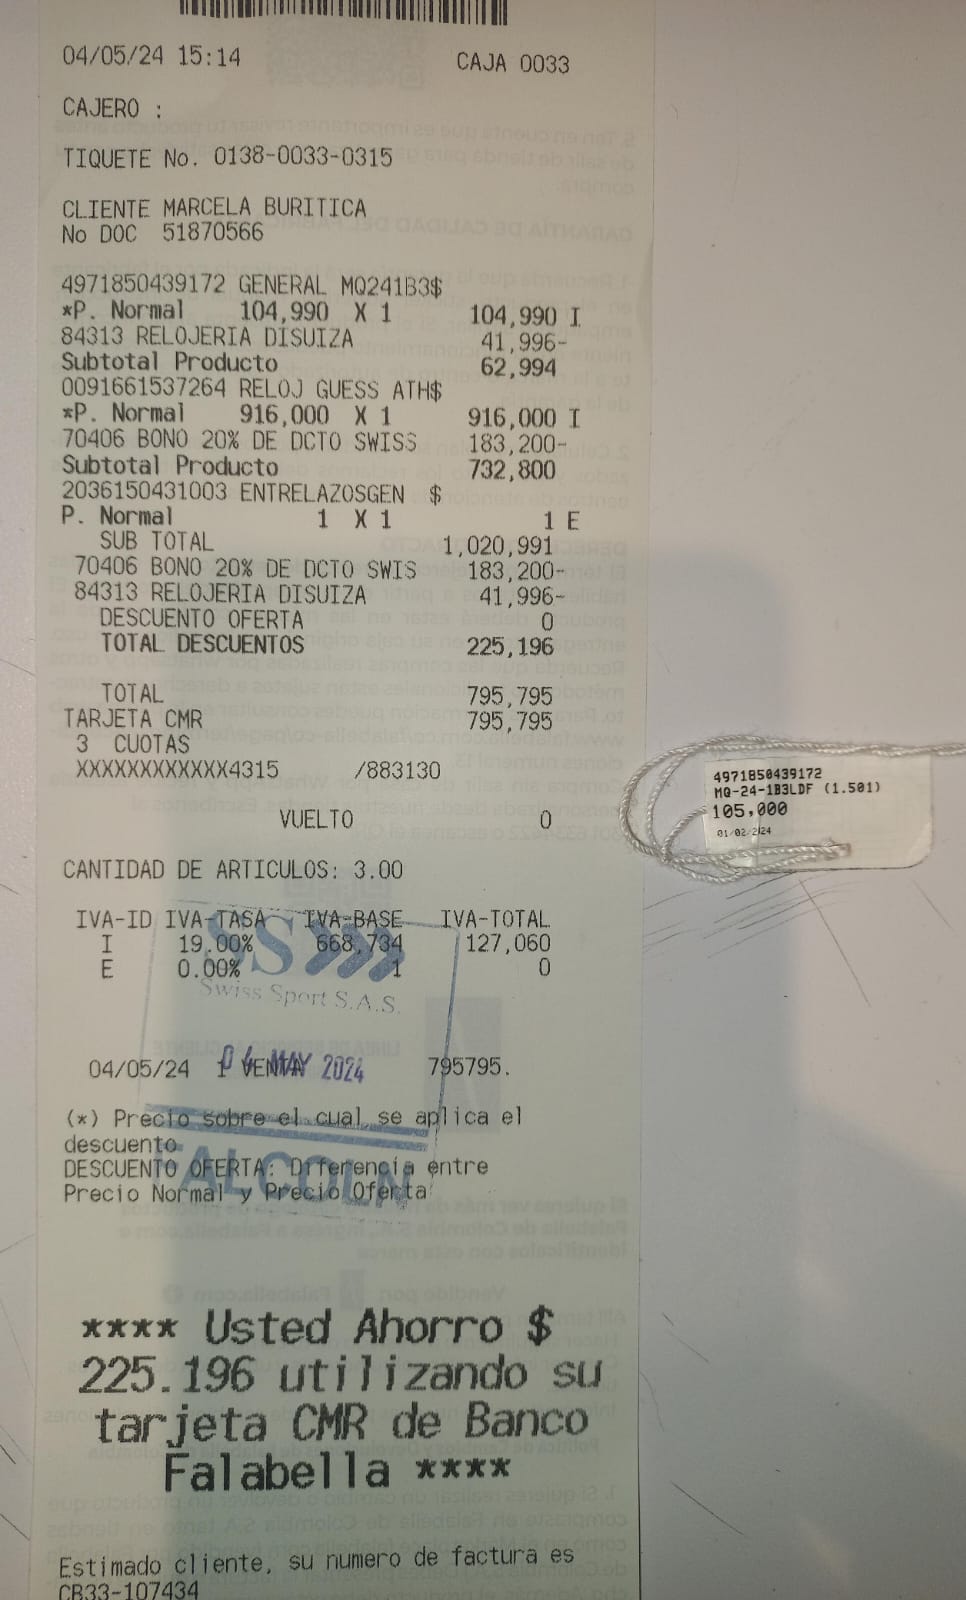 04/05/24 15:14 CAJA 0033
CAJERO :
TIQUETE No. 0138-0033-0315
CLIENTE MARCELA BURITICA
No DOC 51870566
4971850439172 GENERAL MQ241B3$
*P. Normal 104,990 X 1 104,990 I
84313 RELOJERIA DISUIZA 41,996-
Subtotal Producto 62,994
0091661537264 RELOJ GUESS ATH$
*P. Normal 916,000 X 1 916,000 I
70406 BONO 20% DE DCTO SWISS 183,200-
Subtotal Producto 732,800
2036150431003 ENTRELAZOSGEN $
P. Normal 1 X 1 1 E
SUB TOTAL 1,020,991
70406 BONO 20% DE DCTO SWIS 183,200-
84313 RELOJERIA DISUIZA 41,996-
DESCUENTO OFERTA 0
TOTAL DESCUENTOS 225,196
TOTAL 795,795
TARJETA CMR 795,795
3 CUOTAS
XXXXXXXXXXXX4315 /883130
VUELTO 0
CANTIDAD DE ARTICULOS: 3.00
IVA-ID IVA-TASA IVA-BASE IVA-TOTAL
I 19.00% 668,734 127,060
E 0.00% 1 0
SS
Swiss Sport S.A.S.
04/05/24 1 VENTA 795795.
04 MAY 2024
(*) Precio sobre el cual se aplica el
descuento
DESCUENTO OFERTA: Diferencia entre
Precio Normal y Precio Oferta
FALCOLN
**** Usted Ahorro $
225.196 utilizando su
tarjeta CMR de Banco
Falabella ****
Estimado cliente, su numero de factura es
CB33-107434
4971850439172
MQ-24-1B3LDF (1.501)
105,000
01/02/2024